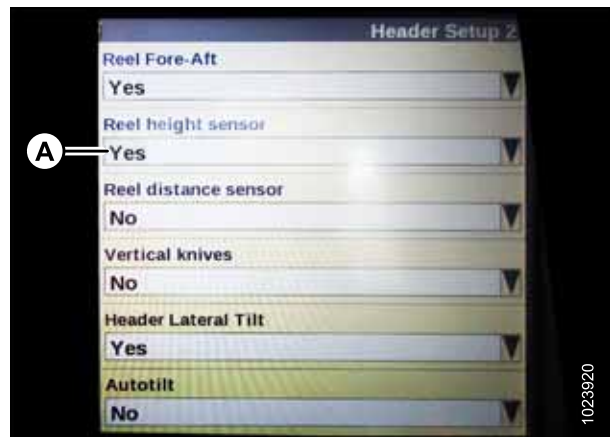 Header Setup 2
Reel Fore-Aft
Yes
Reel height sensor
A
Yes
Reel distance sensor
No
Vertical knives
No
Header Lateral Tilt
Yes
Autotilt
No
1023920